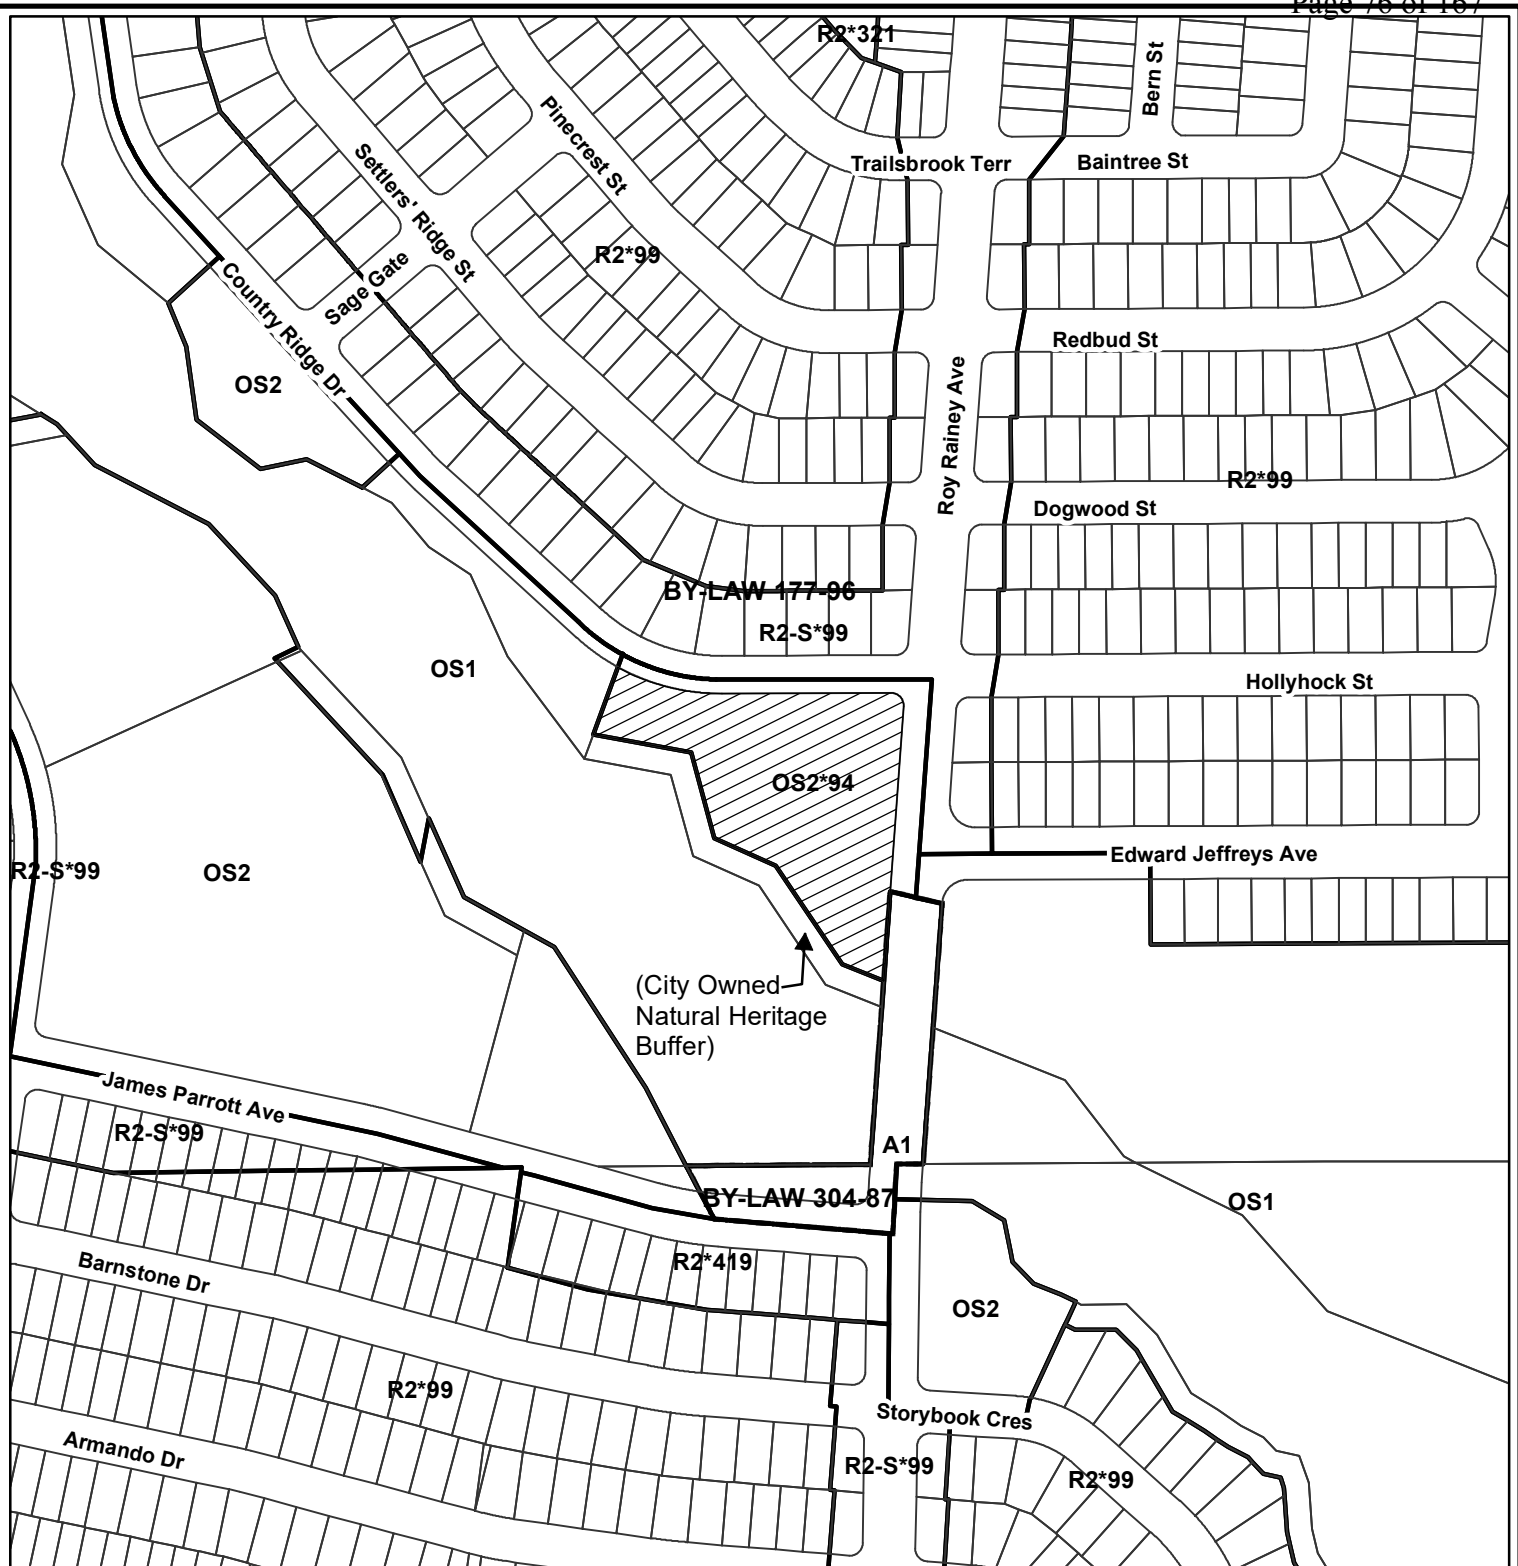 Page 76 of 167
R2*321
Bern St
Pinecrest St
Settlers' Ridge St
Trailsbrook Terr
Baintree St
R2*99
Sage Gate
Country Ridge Dr
Redbud St
OS2
Roy Rainey Ave
R2*99
Dogwood St
BY-LAW 177-96
R2-S*99
OS1
Hollyhock St
OS2*94
Edward Jeffreys Ave
R2-S*99
OS2
(City Owned
Natural Heritage
Buffer)
James Parrott Ave
R2-S*99
A1
BY-LAW 304-87
OS1
R2*419
Barnstone Dr
OS2
R2*99
Storybook Cres
Armando Dr
R2-S*99
R2*99